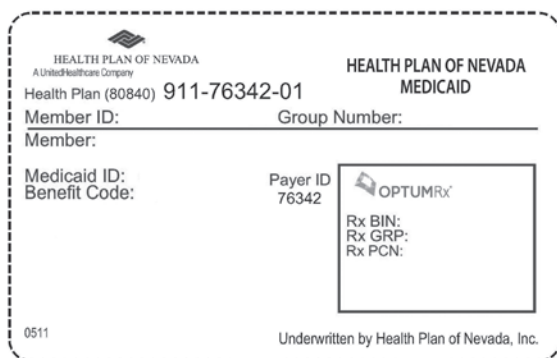 HEALTH PLAN OF NEVADA
A UnitedHealthcare Company
HEALTH PLAN OF NEVADA
MEDICAID
Health Plan (80840) 911-76342-01
Member ID: Group Number:
Member:
Medicaid ID:
Benefit Code:
Payer ID
76342
OPTUMRx
Rx BIN:
Rx GRP:
Rx PCN:
0511
Underwritten by Health Plan of Nevada, Inc.